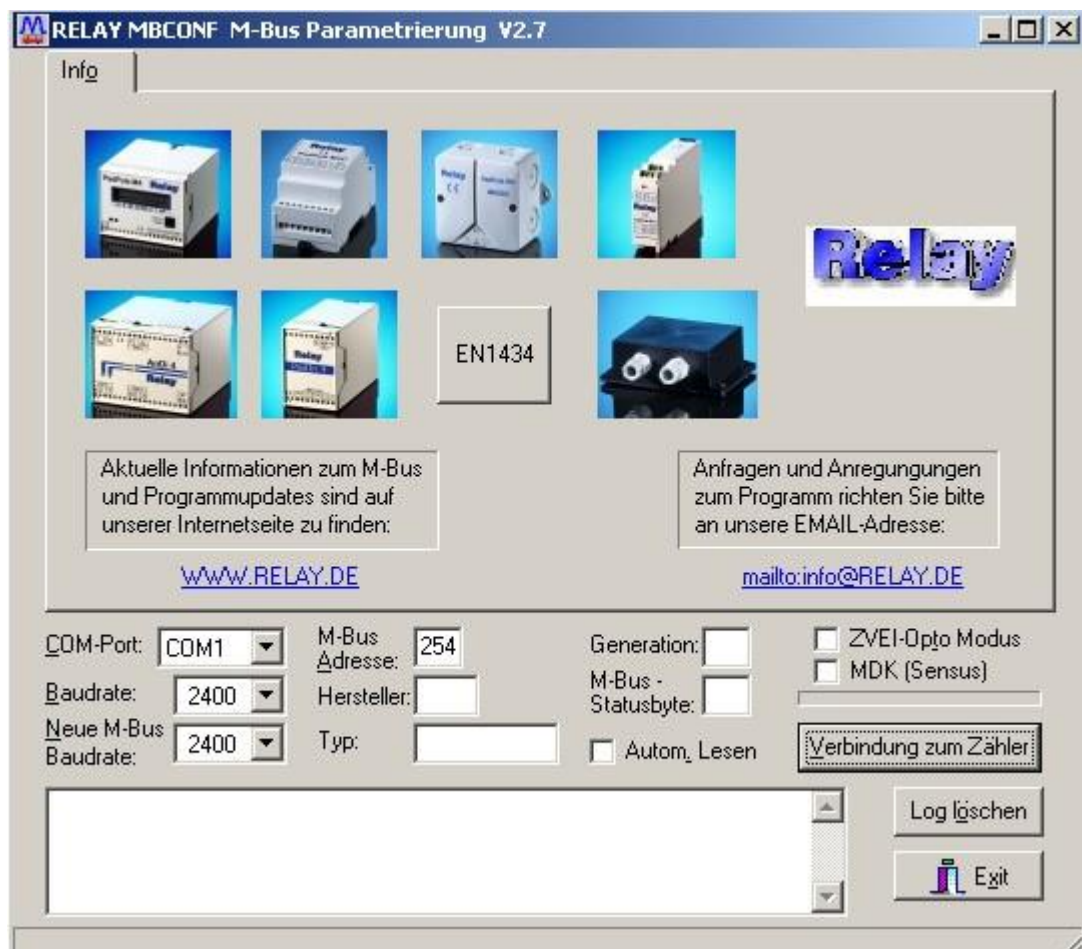 RELAY MBCONF M-Bus Parametrierung V2.7
Info
Relay
EN1434
Aktuelle Informationen zum M-Bus
und Programmupdates sind auf
unserer Internetseite zu finden:
WWW.RELAY.DE
Anfragen und Anregungungen
zum Programm richten Sie bitte
an unsere EMAIL-Adresse:
mailto:info@RELAY.DE
COM-Port: COM1
Baudrate: 2400
Neue M-Bus
Baudrate: 2400
M-Bus
Adresse: 254
Hersteller:
Typ:
Generation:
M-Bus -
Statusbyte:
Autom. Lesen
ZVEI-Opto Modus
MDK (Sensus)
Verbindung zum Zähler
Log löschen
Exit